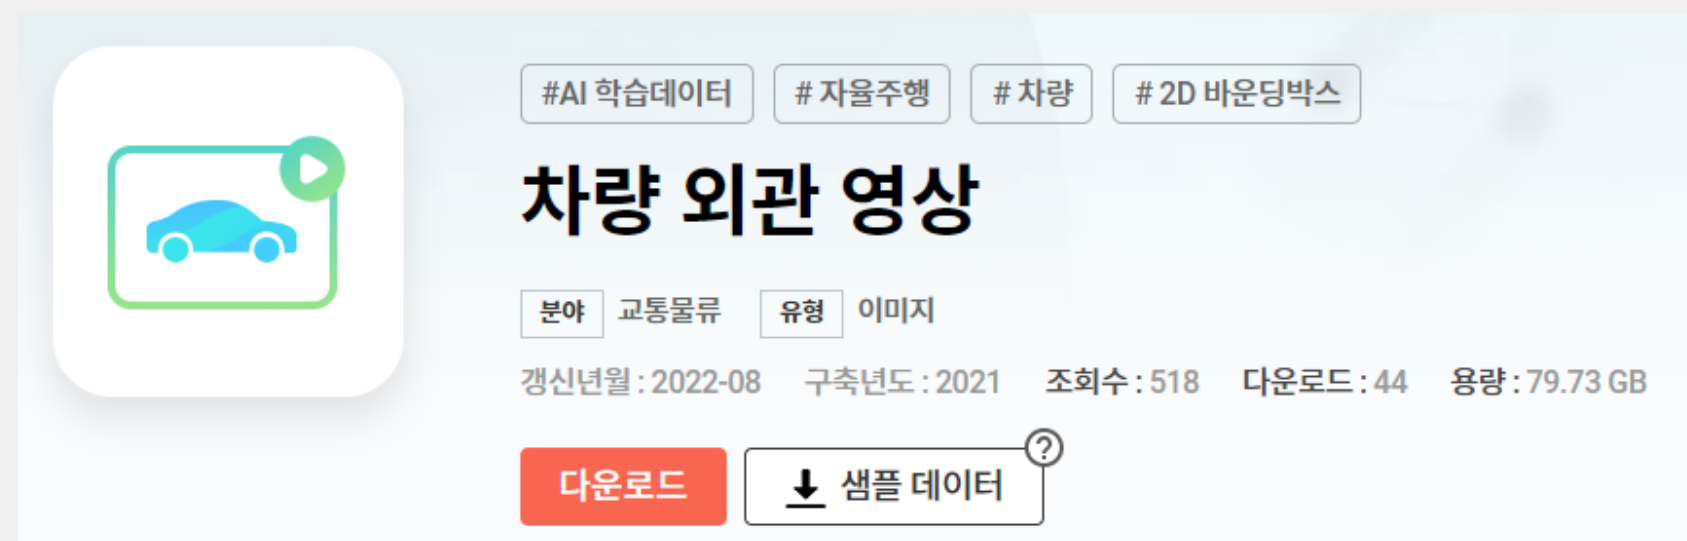 #AI 학습데이터 # 자율주행 # 차량 # 2D 바운딩박스
차량 외관 영상
분야 교통물류 유형 이미지
갱신년월 : 2022-08 구축년도 : 2021 조회수 : 518 다운로드 : 44 용량 : 79.73 GB
다운로드 샘플 데이터 ?